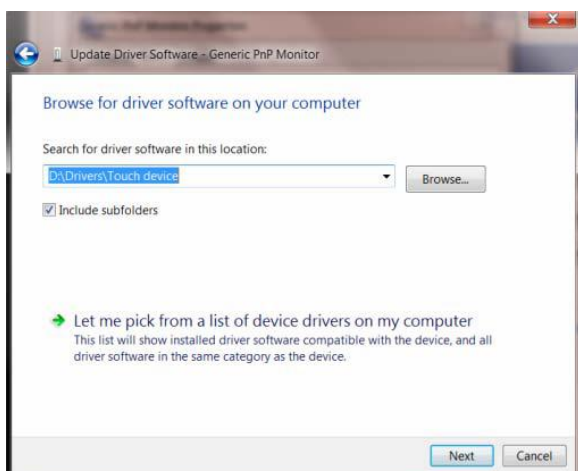 Update Driver Software - Generic PnP Monitor
Browse for driver software on your computer
Search for driver software in this location:
D:\Drivers\Touch device
Browse...
Include subfolders
Let me pick from a list of device drivers on my computer
This list will show installed driver software compatible with the device, and all
driver software in the same category as the device.
Next
Cancel